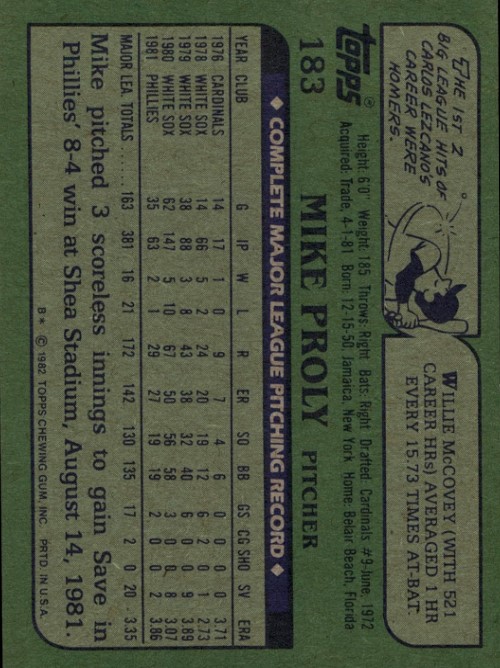 THE 1ST 2
BIG LEAGUE HITS OF
CARLOS LEZCANO'S
CAREER WERE
HOMERS.
WILLIE McCOVEY (WITH 521
CAREER HRs) AVERAGED 1 HR
EVERY 15.73 TIMES AT-BAT.
Topps®
Height: 6'0" Weight: 185 Throws: Right Bats: Right Drafted: Cardinals #9-June, 1972
Acquired: Trade, 4-1-81 Born: 12-15-50 Jamaica, New York Home: Belair Beach, Florida
183 MIKE PROLY PITCHER
◆ COMPLETE MAJOR LEAGUE PITCHING RECORD ◆
YEAR CLUB G IP W L R ER SO BB GS CG SHO SV ERA
1976 CARDINALS 14 17 1 0 9 7 4 6 0 0 0 0 3.71
1978 WHITE SOX 14 66 5 2 24 20 19 12 6 2 0 1 2.73
1979 WHITE SOX 38 88 3 8 43 38 32 40 6 0 0 9 3.89
1980 WHITE SOX 62 147 5 10 67 50 56 58 3 0 0 8 3.07
1981 PHILLIES 35 63 2 1 29 27 19 19 2 0 0 2 3.86
MAJOR LEA. TOTALS ..... 163 381 16 21 172 142 130 135 17 2 0 20 3.35
Mike pitched 3 scoreless innings to gain Save in
Phillies' 8-4 win at Shea Stadium, August 14, 1981.
B* © 1982 TOPPS CHEWING GUM, INC. PRTD. IN U.S.A.